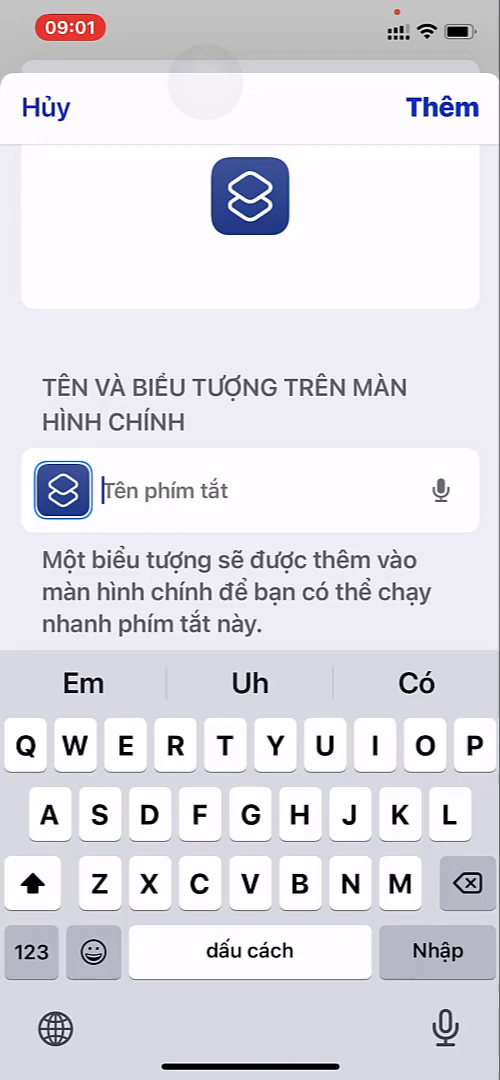 09:01
Hủy
Thêm
TÊN VÀ BIỂU TƯỢNG TRÊN MÀN
HÌNH CHÍNH
Tên phím tắt
Một biểu tượng sẽ được thêm vào
màn hình chính để bạn có thể chạy
nhanh phím tắt này.
Em Uh Có
Q W E R T Y U I O P
A S D F G H J K L
Z X C V B N M
123 dấu cách Nhập